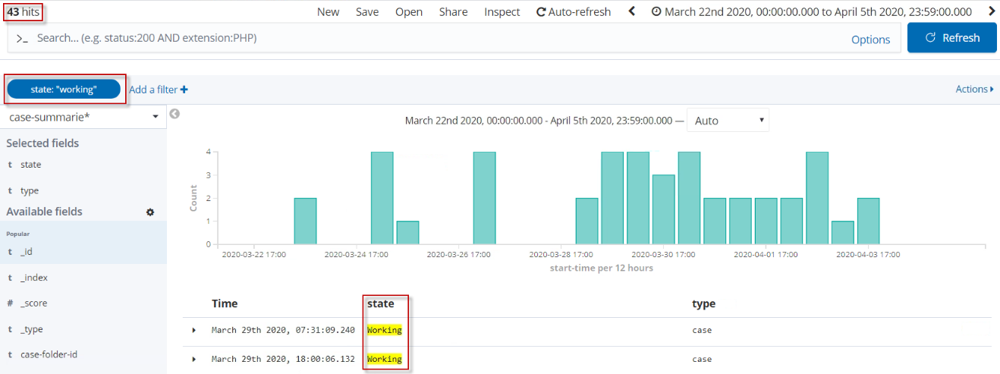 43 hits New Save Open Share Inspect Auto-refresh March 22nd 2020, 00:00:00.000 to April 5th 2020, 23:59:00.000
>_ Search... (e.g. status:200 AND extension:PHP) Options Refresh
state: "working" Add a filter + Actions
case-summarie*
March 22nd 2020, 00:00:00.000 - April 5th 2020, 23:59:00.000 — Auto
Selected fields
t state
t type
Available fields
Popular
t _id
t _index
# _score
t _type
t case-folder-id
Count
4
3
2
1
0
2020-03-22 17:00 2020-03-24 17:00 2020-03-26 17:00 2020-03-28 17:00 2020-03-30 17:00 2020-04-01 17:00 2020-04-03 17:00
start-time per 12 hours
Time state type
March 29th 2020, 07:31:09.240 Working case
March 29th 2020, 18:00:06.132 Working case